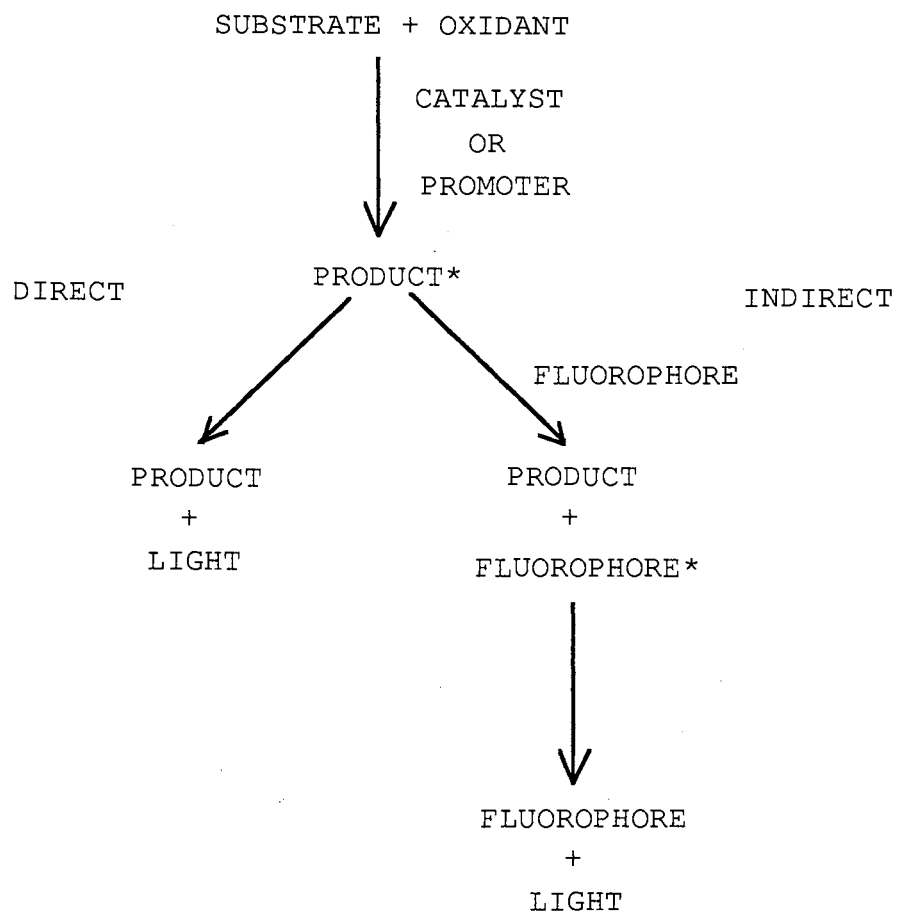 SUBSTRATE + OXIDANT
CATALYST
OR
PROMOTER
DIRECT
PRODUCT*
INDIRECT
FLUOROPHORE
PRODUCT
+
LIGHT
PRODUCT
+
FLUOROPHORE*
FLUOROPHORE
+
LIGHT